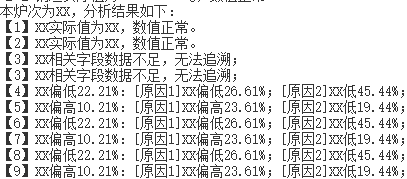 本炉次为XX，分析结果如下：
【1】XX实际值为XX，数值正常。
【2】XX实际值为XX，数值正常。
【3】XX相关字段数据不足，无法追溯；
【3】XX相关字段数据不足，无法追溯；
【4】XX偏低22.21%：[原因1]XX偏低26.61%；[原因2]XX低45.44%；
【5】XX偏高10.21%：[原因1]XX偏高23.61%；[原因2]XX低19.44%；
【6】XX偏低22.21%：[原因1]XX偏低26.61%；[原因2]XX低45.44%；
【7】XX偏高10.21%：[原因1]XX偏高23.61%；[原因2]XX低19.44%；
【8】XX偏低22.21%：[原因1]XX偏低26.61%；[原因2]XX低45.44%；
【9】XX偏高10.21%：[原因1]XX偏高23.61%；[原因2]XX低19.44%；